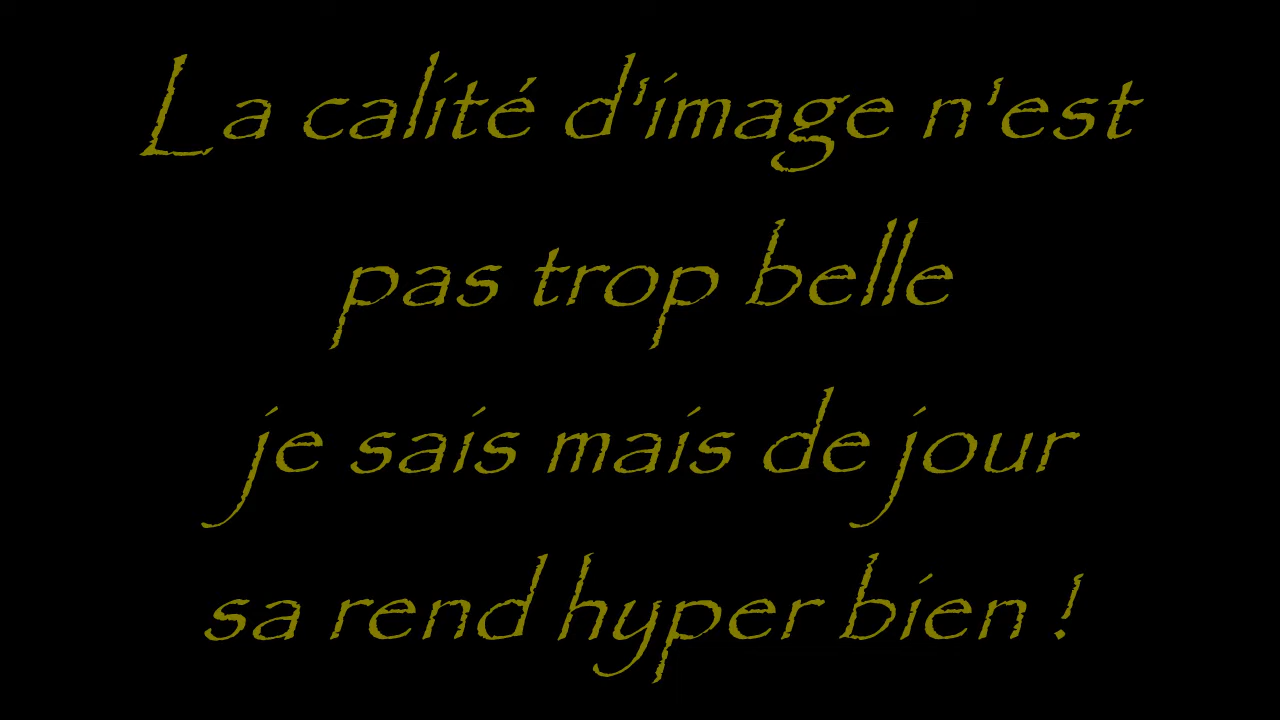 La calité d'image n'est
pas trop belle
je sais mais de jour
sa rend hyper bien !